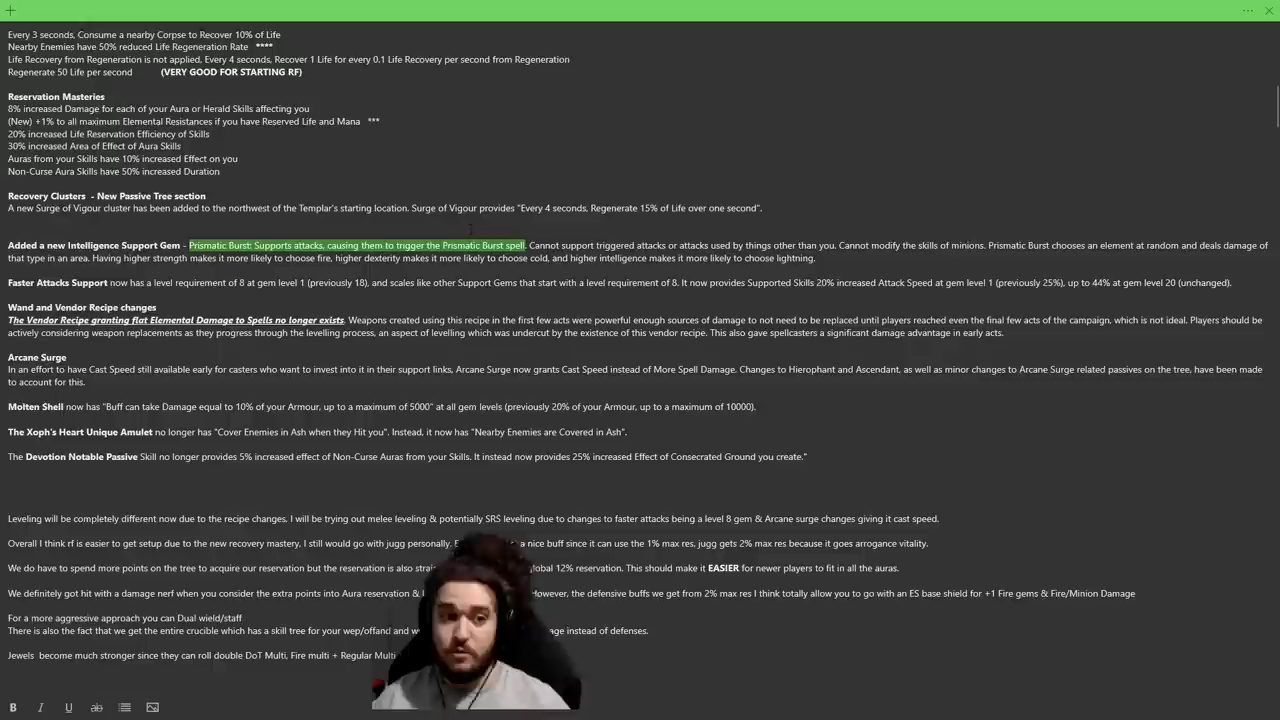 Every 3 seconds, Consume a nearby Corpse to Recover 10% of Life
Nearby Enemies have 50% reduced Life Regeneration Rate ****
Life Recovery from Regeneration is not applied, Every 4 seconds, Recover 1 Life for every 0.1 Life Recovery per second from Regeneration
Regenerate 50 Life per second (VERY GOOD FOR STARTING RF)
Reservation Masteries
8% increased Damage for each of your Aura or Herald Skills affecting you
(New) +1% to all maximum Elemental Resistances if you have Reserved Life and Mana ***
20% increased Life Reservation Efficiency of Skills
30% increased Area of Effect of Aura Skills
Auras from your Skills have 10% increased Effect on you
Non-Curse Aura Skills have 50% increased Duration
Recovery Clusters - New Passive Tree section
A new Surge of Vigour cluster has been added to the northwest of the Templar's starting location. Surge of Vigour provides "Every 4 seconds, Regenerate 15% of Life over one second".
Added a new Intelligence Support Gem - Prismatic Burst: Supports attacks, causing them to trigger the Prismatic Burst spell. Cannot support triggered attacks or attacks used by things other than you. Cannot modify the skills of minions. Prismatic Burst chooses an element at random and deals damage of
that type in an area. Having higher strength makes it more likely to choose fire, higher dexterity makes it more likely to choose cold, and higher intelligence makes it more likely to choose lightning.
Faster Attacks Support now has a level requirement of 8 at gem level 1 (previously 18), and scales like other Support Gems that start with a level requirement of 8. It now provides Supported Skills 20% increased Attack Speed at gem level 1 (previously 25%), up to 44% at gem level 20 (unchanged).
Wand and Vendor Recipe changes
The Vendor Recipe granting flat Elemental Damage to Spells no longer exists. Weapons created using this recipe in the first few acts were powerful enough sources of damage to not need to be replaced until players reached even the final few acts of the campaign, which is not ideal. Players should be
actively considering weapon replacements as they progress through the levelling process, an aspect of levelling which was undercut by the existence of this vendor recipe. This also gave spellcasters a significant damage advantage in early acts.
Arcane Surge
In an effort to have Cast Speed still available early for casters who want to invest into it in their support links, Arcane Surge now grants Cast Speed instead of More Spell Damage. Changes to Hierophant and Ascendant, as well as minor changes to Arcane Surge related passives on the tree, have been made
to account for this.
Molten Shell now has "Buff can take Damage equal to 10% of your Armour, up to a maximum of 5000" at all gem levels (previously 20% of your Armour, up to a maximum of 10000).
The Xoph's Heart Unique Amulet no longer has "Cover Enemies in Ash when they Hit you". Instead, it now has "Nearby Enemies are Covered in Ash".
The Devotion Notable Passive Skill no longer provides 5% increased effect of Non-Curse Auras from your Skills. It instead now provides 25% increased Effect of Consecrated Ground you create."
Leveling will be completely different now due to the recipe changes. I will be trying out melee leveling & potentially SRS leveling due to changes to faster attacks being a level 8 gem & Arcane surge changes giving it cast speed.
Overall I think rf is easier to get setup due to the new recovery mastery, I still would go with jugg personally. a nice buff since it can use the 1% max res, jugg gets 2% max res because it goes arrogance vitality.
We do have to spend more points on the tree to acquire our reservation but the reservation is also global 12% reservation. This should make it EASIER for newer players to fit in all the auras.
We definitely got hit with a damage nerf when you consider the extra points into Aura reservation & However, the defensive buffs we get from 2% max res I think totally allow you to go with an ES base shield for +1 Fire gems & Fire/Minion Damage
For a more aggressive approach you can Dual wield/staff
There is also the fact that we get the entire crucible which has a skill tree for your wep/offand and instead of defenses.
Jewels become much stronger since they can roll double DoT Multi, Fire multi + Regular Multi
B I U ab